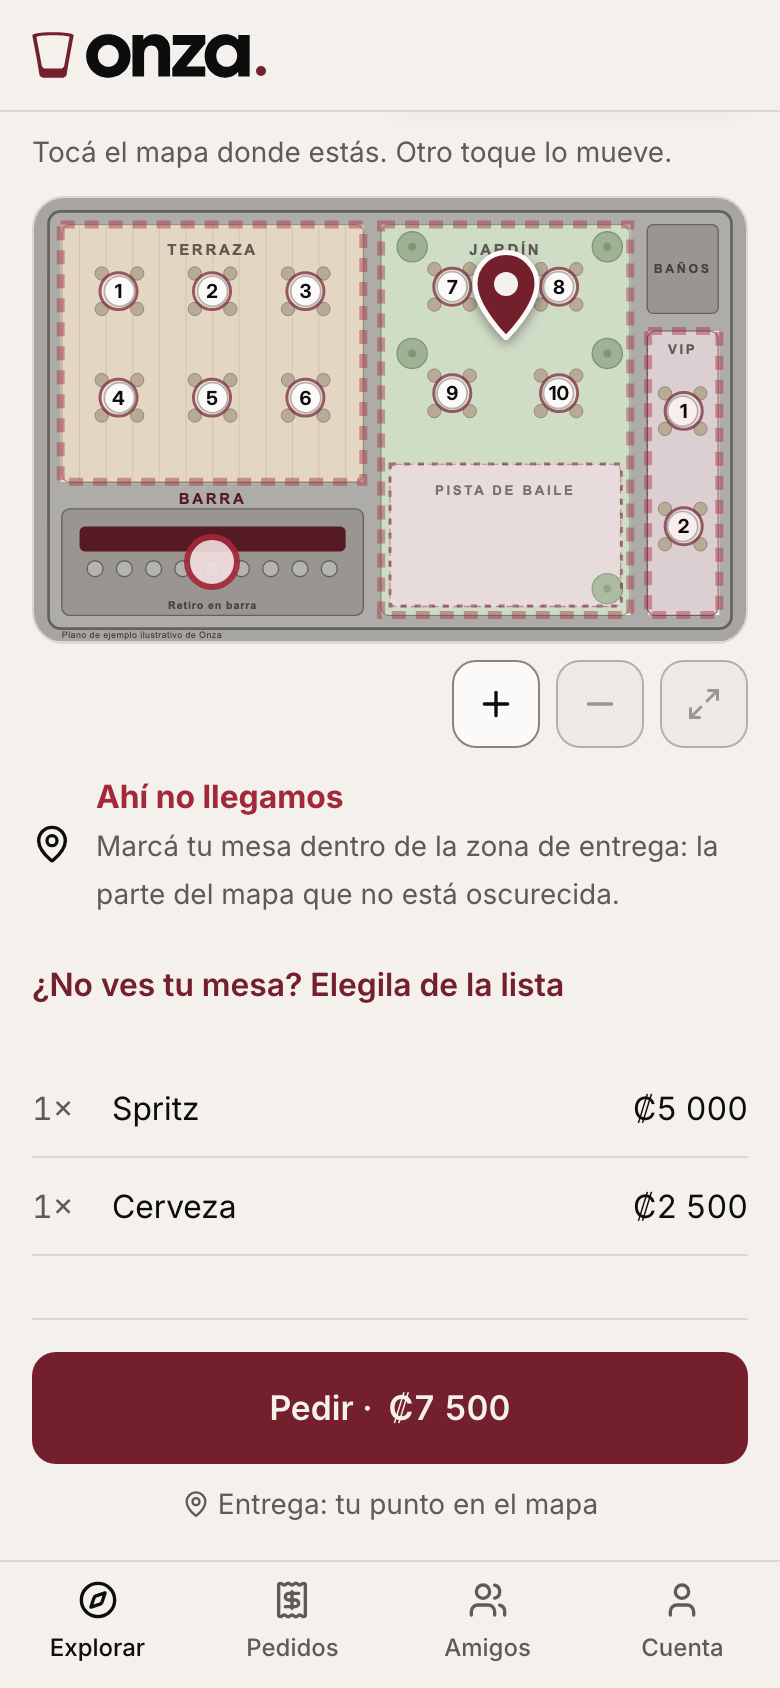 onza.
Tocá el mapa donde estás. Otro toque lo mueve.
TERRAZA
1 2 3
4 5 6
JARDÍN
7 8
9 10
BAÑOS
VIP
1
2
BARRA
Retiro en barra
PISTA DE BAILE
Plano de ejemplo ilustrativo de Onza
Ahí no llegamos
Marcá tu mesa dentro de la zona de entrega: la
parte del mapa que no está oscurecida.
¿No ves tu mesa? Elegila de la lista
1× Spritz ₡5 000
1× Cerveza ₡2 500
Pedir · ₡7 500
Entrega: tu punto en el mapa
Explorar Pedidos Amigos Cuenta